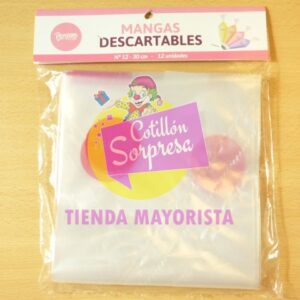 MANGAS
DESCARTABLES
Nº 12 - 30 cm - 12 unidades
Cotillón
Sorpresa
TIENDA MAYORISTA